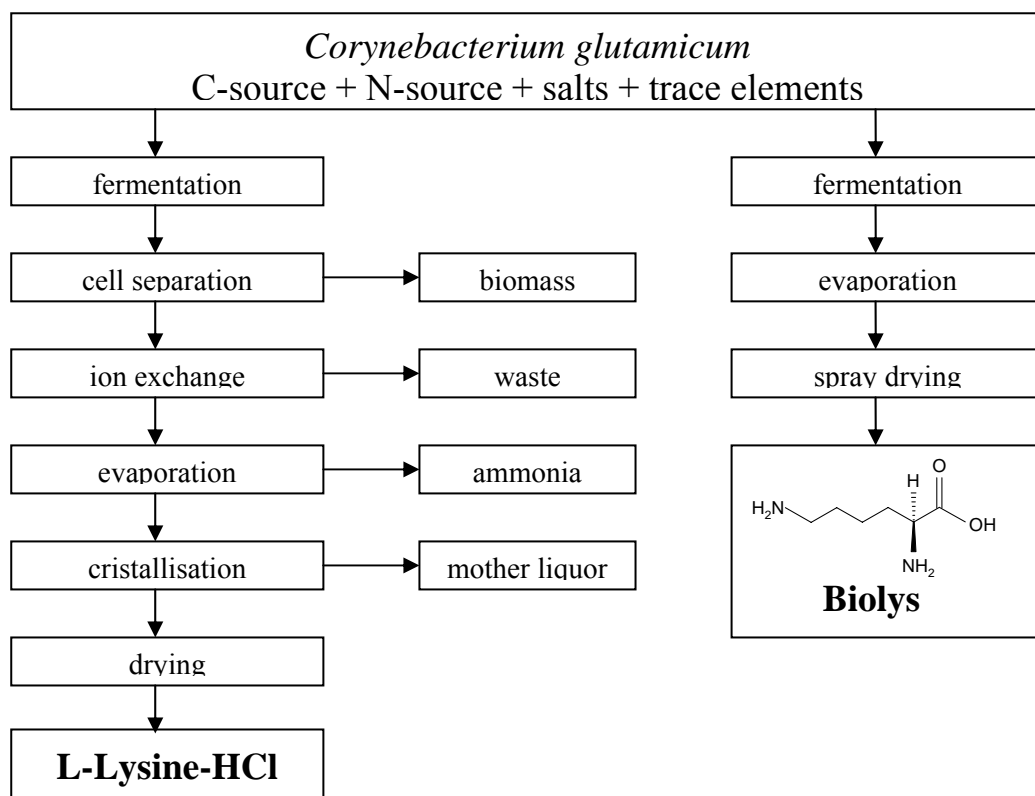 Corynebacterium glutamicum
C-source + N-source + salts + trace elements
fermentation
cell separation
biomass
ion exchange
waste
evaporation
ammonia
cristallisation
mother liquor
drying
L-Lysine-HCl
fermentation
evaporation
spray drying
H
O
H2N
OH
NH2
Biolys